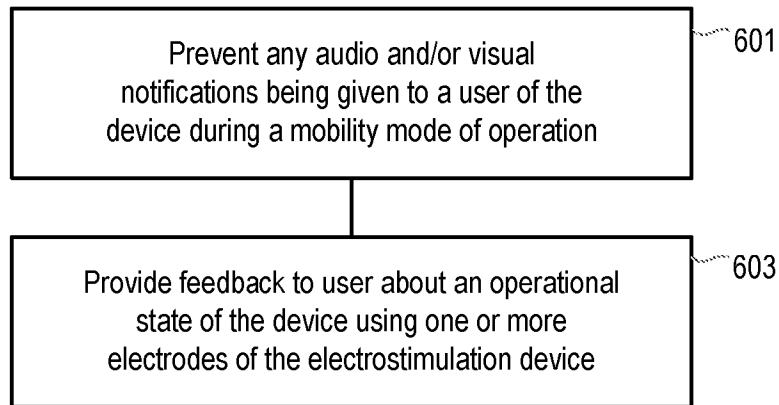 Prevent any audio and/or visual
notifications being given to a user of the
device during a mobility mode of operation
601
Provide feedback to user about an operational
state of the device using one or more
electrodes of the electrostimulation device
603